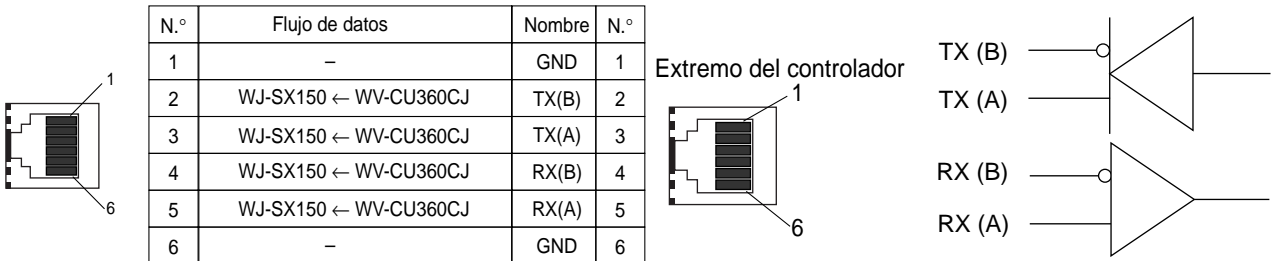 N.° Flujo de datos Nombre N.°
1 – GND 1
2 WJ-SX150 ← WV-CU360CJ TX(B) 2
3 WJ-SX150 ← WV-CU360CJ TX(A) 3
4 WJ-SX150 ← WV-CU360CJ RX(B) 4
5 WJ-SX150 ← WV-CU360CJ RX(A) 5
6 – GND 6
1
6
Extremo del controlador
1
6
TX (B)
TX (A)
RX (B)
RX (A)